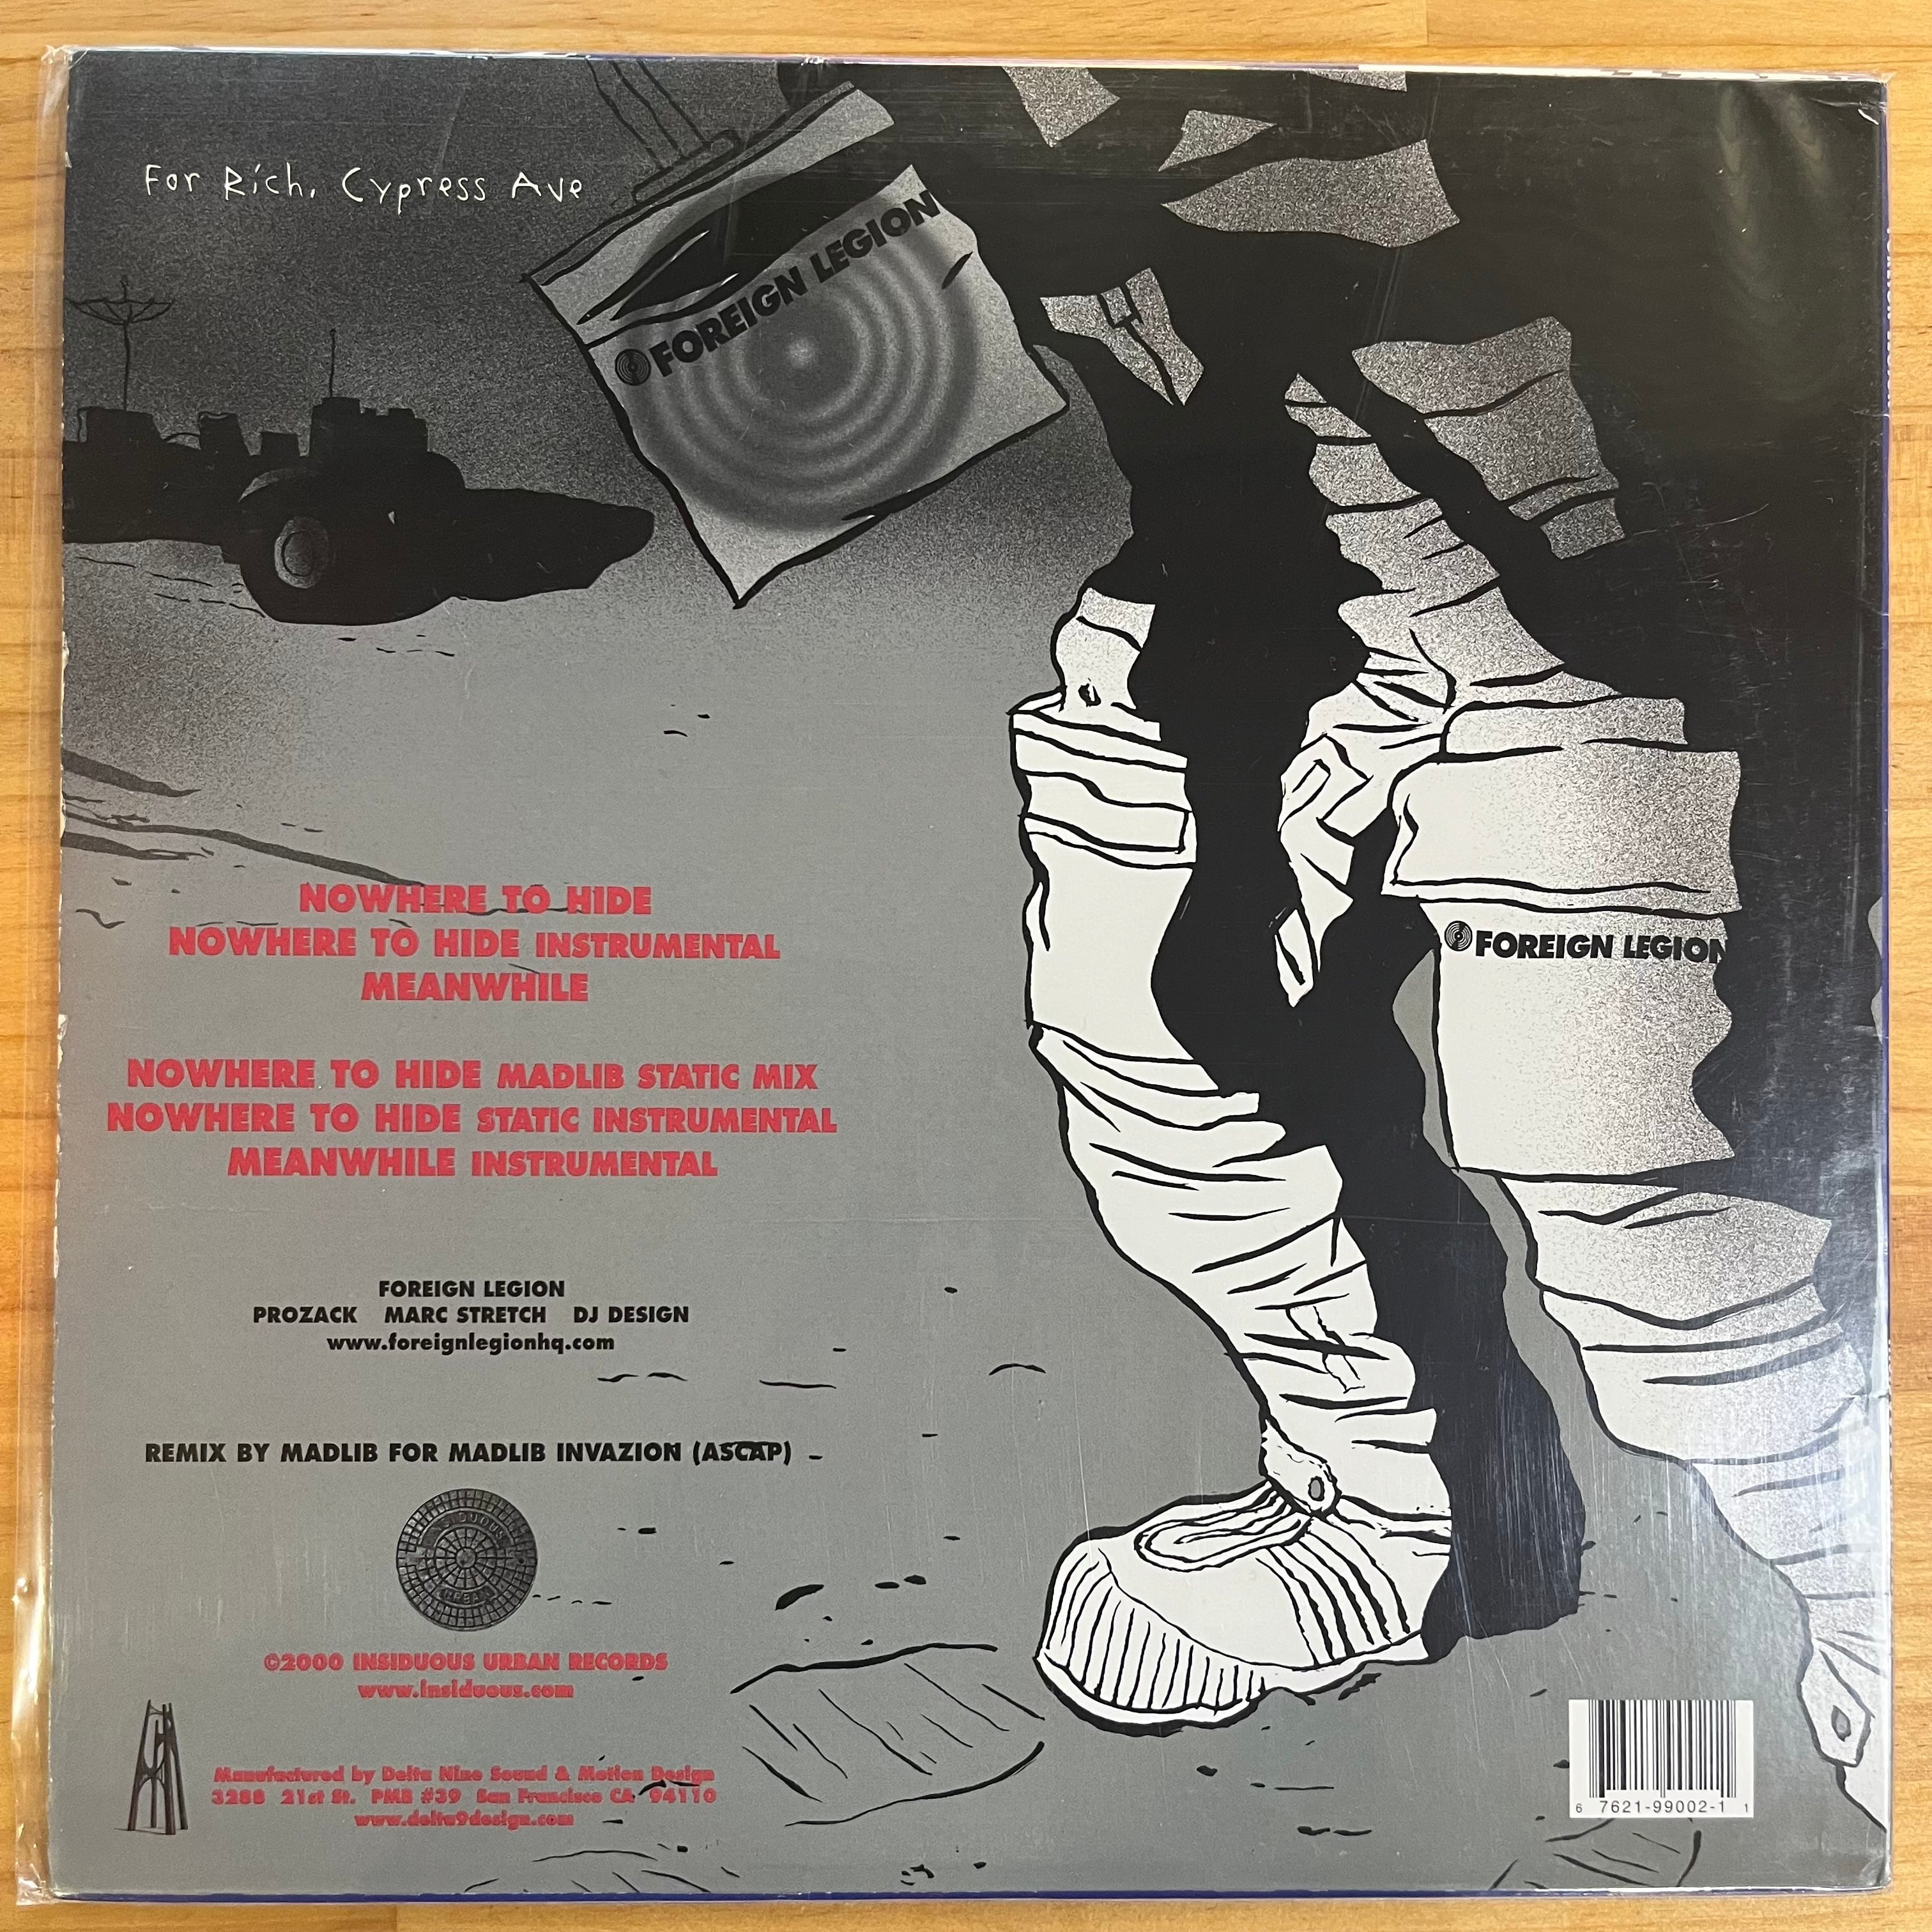 For Rich, Cypress Ave
FOREIGN LEGION
FOREIGN LEGION
NOWHERE TO HIDE
NOWHERE TO HIDE INSTRUMENTAL
MEANWHILE
NOWHERE TO HIDE MADLIB STATIC MIX
NOWHERE TO HIDE STATIC INSTRUMENTAL
MEANWHILE INSTRUMENTAL
FOREIGN LEGION
PROZACK MARC STRETCH DJ DESIGN
www.foreignlegionhq.com
REMIX BY MADLIB FOR MADLIB INVAZION (ASCAP)
©2000 INSIDUOUS URBAN RECORDS
www.insiduous.com
Manufactured by Delta Nine Sound & Motion Design
3288 21st St. PMB #39 San Francisco CA 94110
www.delta9design.com
6 7621-99002-1 1